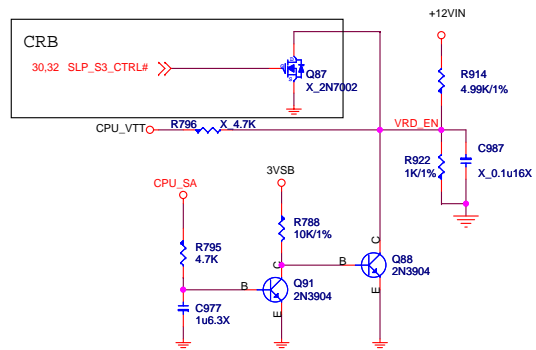 +12VIN
CRB
30,32 SLP_S3_CTRL#
Q87
X_2N7002
R914
4.99K/1%
R796
X_4.7K
CPU_VTT
VRD_EN
C987
R922
1K/1%
X_0.1u16X
CPU_SA
3VSB
R788
10K/1%
C
R795
4.7K
C
B
Q88
2N3904
B
Q91
2N3904
E
C977
1u6.3X
E